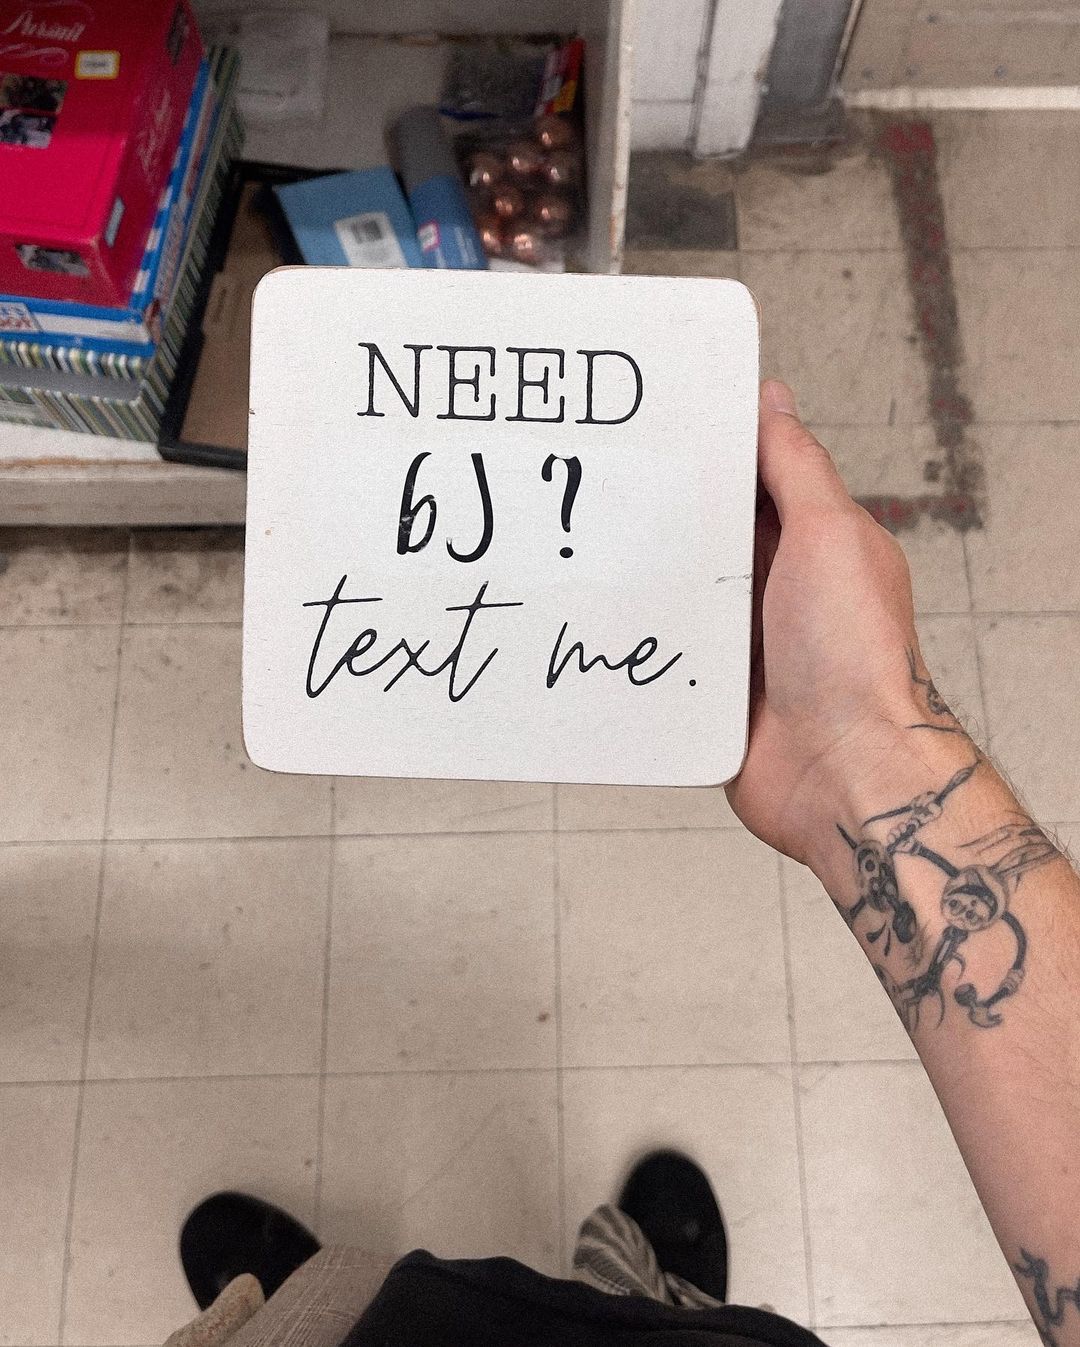 NEED
bJ ?
text me.